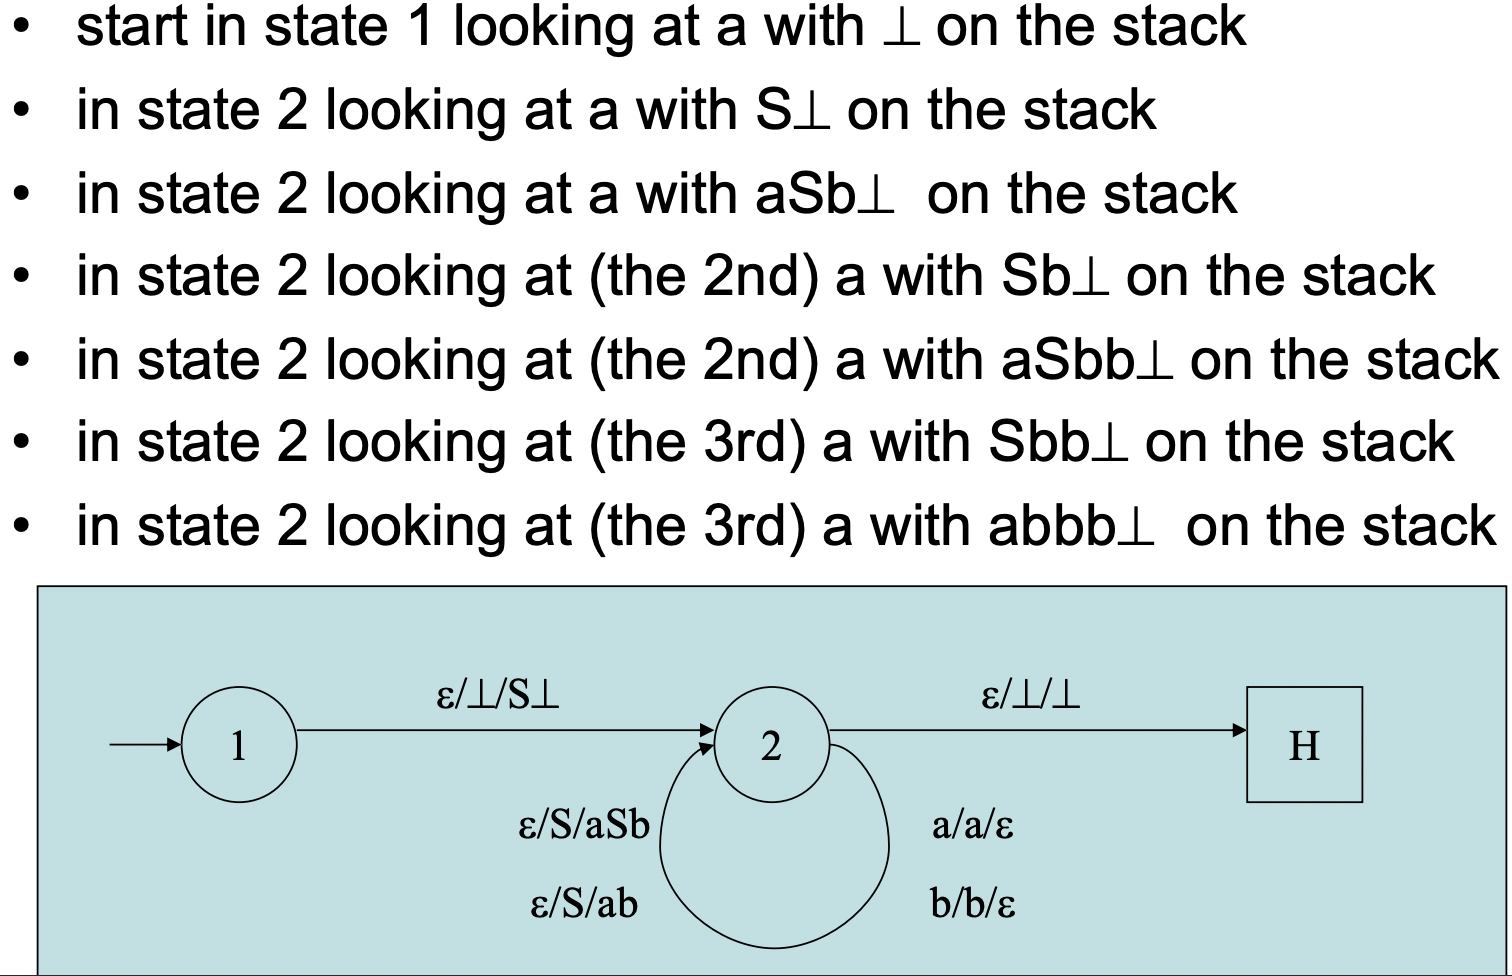 • start in state 1 looking at a with ⊥ on the stack
• in state 2 looking at a with S⊥ on the stack
• in state 2 looking at a with aSb⊥ on the stack
• in state 2 looking at (the 2nd) a with Sb⊥ on the stack
• in state 2 looking at (the 2nd) a with aSbb⊥ on the stack
• in state 2 looking at (the 3rd) a with Sbb⊥ on the stack
• in state 2 looking at (the 3rd) a with abbb⊥ on the stack
ε/⊥/S⊥
ε/⊥/⊥
1
2
H
ε/S/aSb
a/a/ε
ε/S/ab
b/b/ε